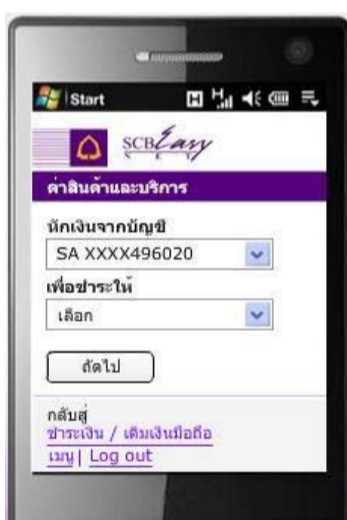 Start
SCBEasy
NET
ค่าสินค้าและบริการ
หักเงินจากบัญชี
SA XXXX496020
เพื่อชำระให้
เลือก
ถัดไป
กลับสู่
ชำระเงิน / เติมเงินมือถือ
เมนู | Log out